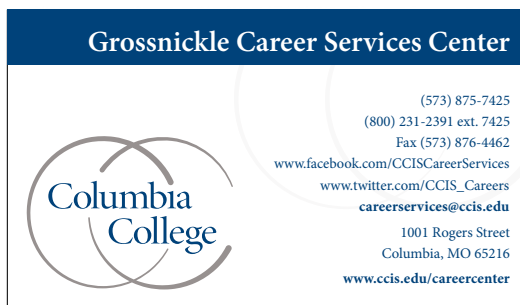 Grossnickle Career Services Center
(573) 875-7425
(800) 231-2391 ext. 7425
Fax (573) 876-4462
www.facebook.com/CCISCareerServices
www.twitter.com/CCIS_Careers
careerservices@ccis.edu
1001 Rogers Street
Columbia, MO 65216
www.ccis.edu/careercenter
Columbia
College